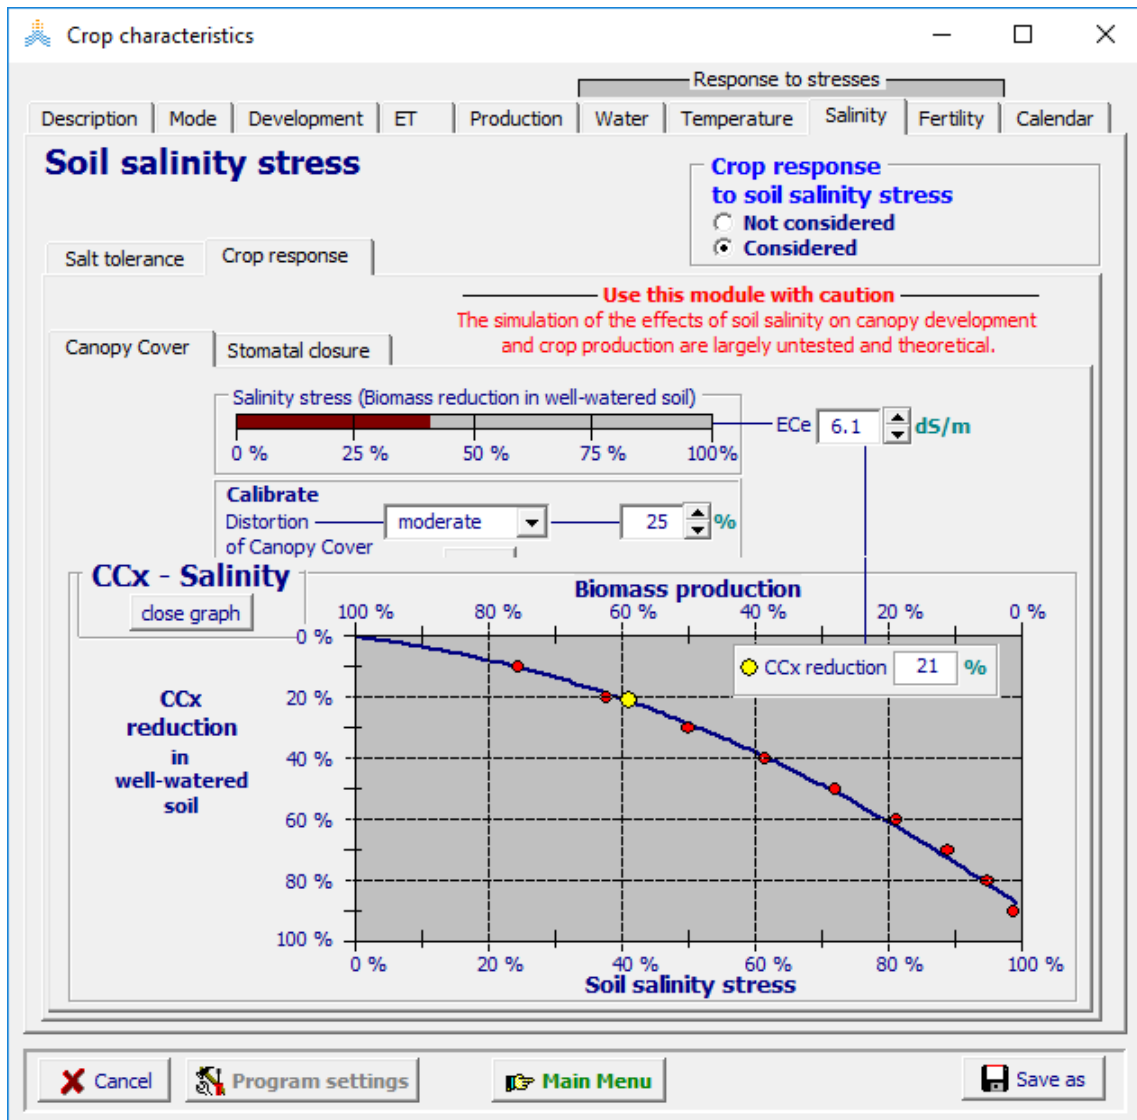 Crop characteristics
Response to stresses
Description Mode Development ET Production Water Temperature Salinity Fertility Calendar
Soil salinity stress
Crop response
to soil salinity stress
Not considered
Considered
Salt tolerance Crop response
Use this module with caution
The simulation of the effects of soil salinity on canopy development
and crop production are largely untested and theoretical.
Canopy Cover Stomatal closure
Salinity stress (Biomass reduction in well-watered soil)
ECe 6.1 dS/m
0 % 25 % 50 % 75 % 100%
Calibrate
Distortion moderate 25 %
of Canopy Cover
CCx - Salinity
close graph
Biomass production
100 % 80 % 60 % 40 % 20 % 0 %
0 %
CCx reduction 21 %
CCx
reduction
in
well-watered
soil
20 %
40 %
60 %
80 %
100 %
0 % 20 % 40 % 60 % 80 % 100 %
Soil salinity stress
Cancel Program settings Main Menu Save as